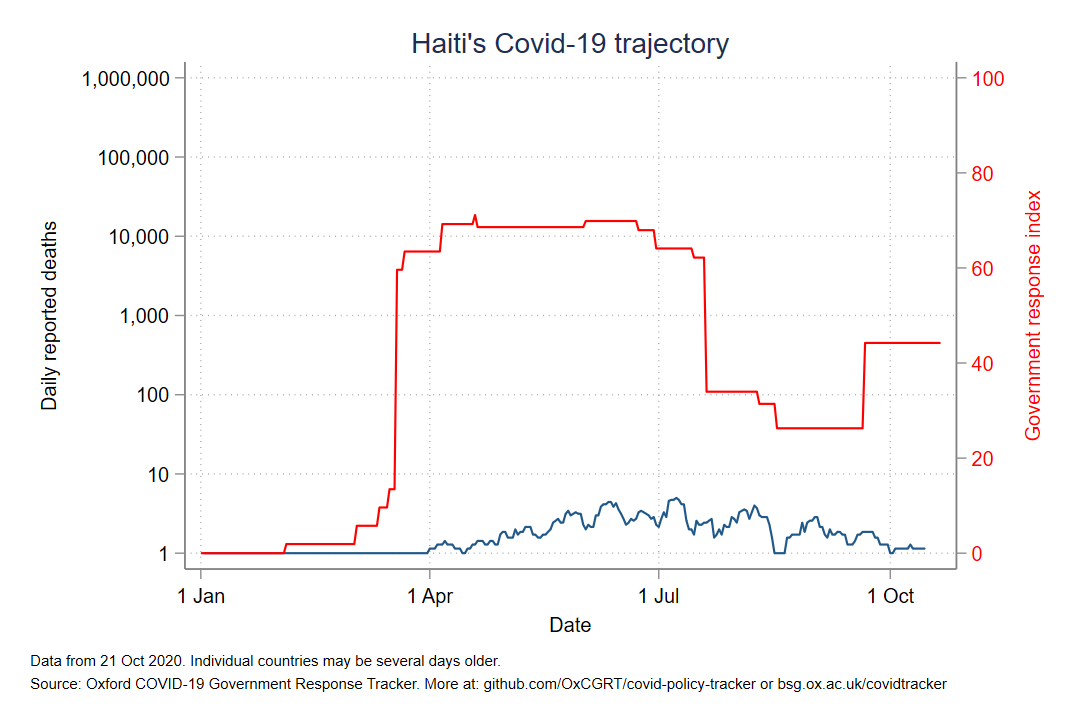 Haiti's Covid-19 trajectory
1,000,000
100,000
10,000
1,000
100
10
1
Daily reported deaths
100
80
60
40
20
0
Government response index
1 Jan
1 Apr
1 Jul
1 Oct
Date
Data from 21 Oct 2020. Individual countries may be several days older.
Source: Oxford COVID-19 Government Response Tracker. More at: github.com/OxCGRT/covid-policy-tracker or bsg.ox.ac.uk/covidtracker